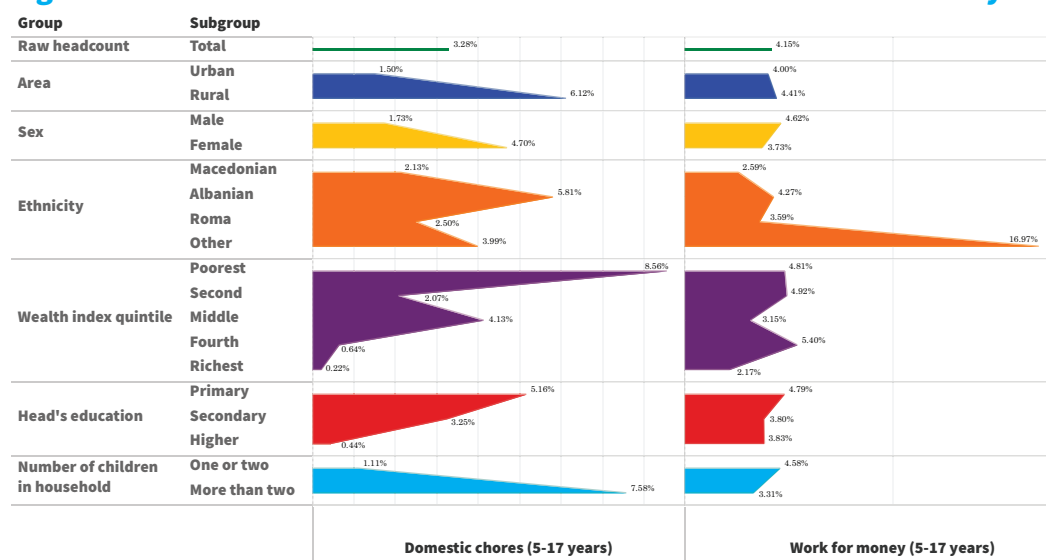 Group Subgroup
Raw headcount Total 3.28% 4.15%
Area Urban 1.50% 4.00%
Rural 6.12% 4.41%
Sex Male 1.73% 4.62%
Female 4.70% 3.73%
Ethnicity Macedonian 2.13% 2.59%
Albanian 5.81% 4.27%
Roma 2.50% 3.59%
Other 3.99% 16.97%
Wealth index quintile Poorest 8.56% 4.81%
Second 2.07% 4.92%
Middle 4.13% 3.15%
Fourth 0.64% 5.40%
Richest 0.22% 2.17%
Head's education Primary 5.16% 4.79%
Secondary 3.25% 3.80%
Higher 0.44% 3.83%
Number of children One or two 1.11% 4.58%
in household More than two 7.58% 3.31%
Domestic chores (5-17 years) Work for money (5-17 years)